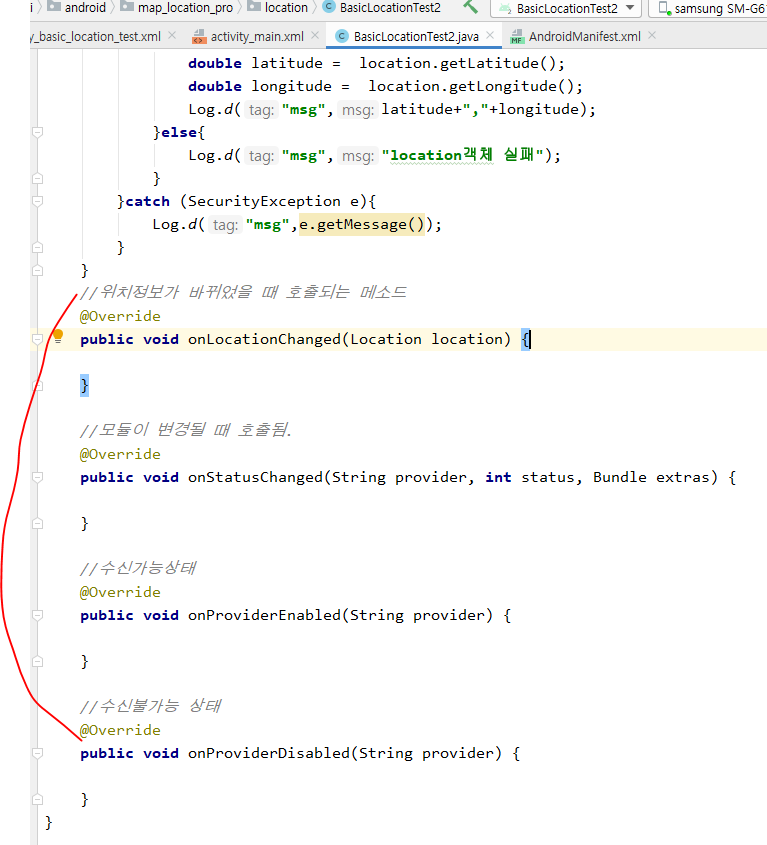 android map_location_pro location BasicLocationTest2 BasicLocationTest2 samsung SM-G6
y_basic_location_test.xml activity_main.xml BasicLocationTest2.java AndroidManifest.xml
double latitude = location.getLatitude();
double longitude = location.getLongitude();
Log.d( tag: "msg", msg: latitude+","+longitude);
}else{
Log.d( tag: "msg", msg: "location객체 실패");
}
}catch (SecurityException e){
Log.d( tag: "msg",e.getMessage());
}
}
//위치정보가 바뀌었을 때 호출되는 메소드
@Override
public void onLocationChanged(Location location) {
}
//모듈이 변경될 때 호출됨.
@Override
public void onStatusChanged(String provider, int status, Bundle extras) {
}
//수신가능상태
@Override
public void onProviderEnabled(String provider) {
}
//수신불가능 상태
@Override
public void onProviderDisabled(String provider) {
}
}